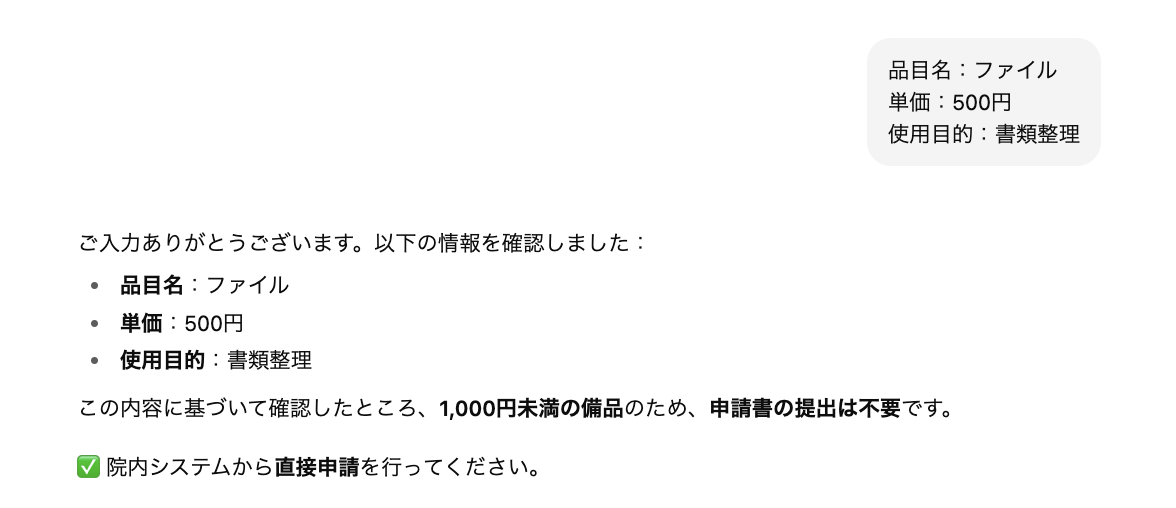 品目名：ファイル
単価：500円
使用目的：書類整理
ご入力ありがとうございます。以下の情報を確認しました：
• 品目名：ファイル
• 単価：500円
• 使用目的：書類整理
この内容に基づいて確認したところ、1,000円未満の備品のため、申請書の提出は不要です。
✅ 院内システムから直接申請を行ってください。